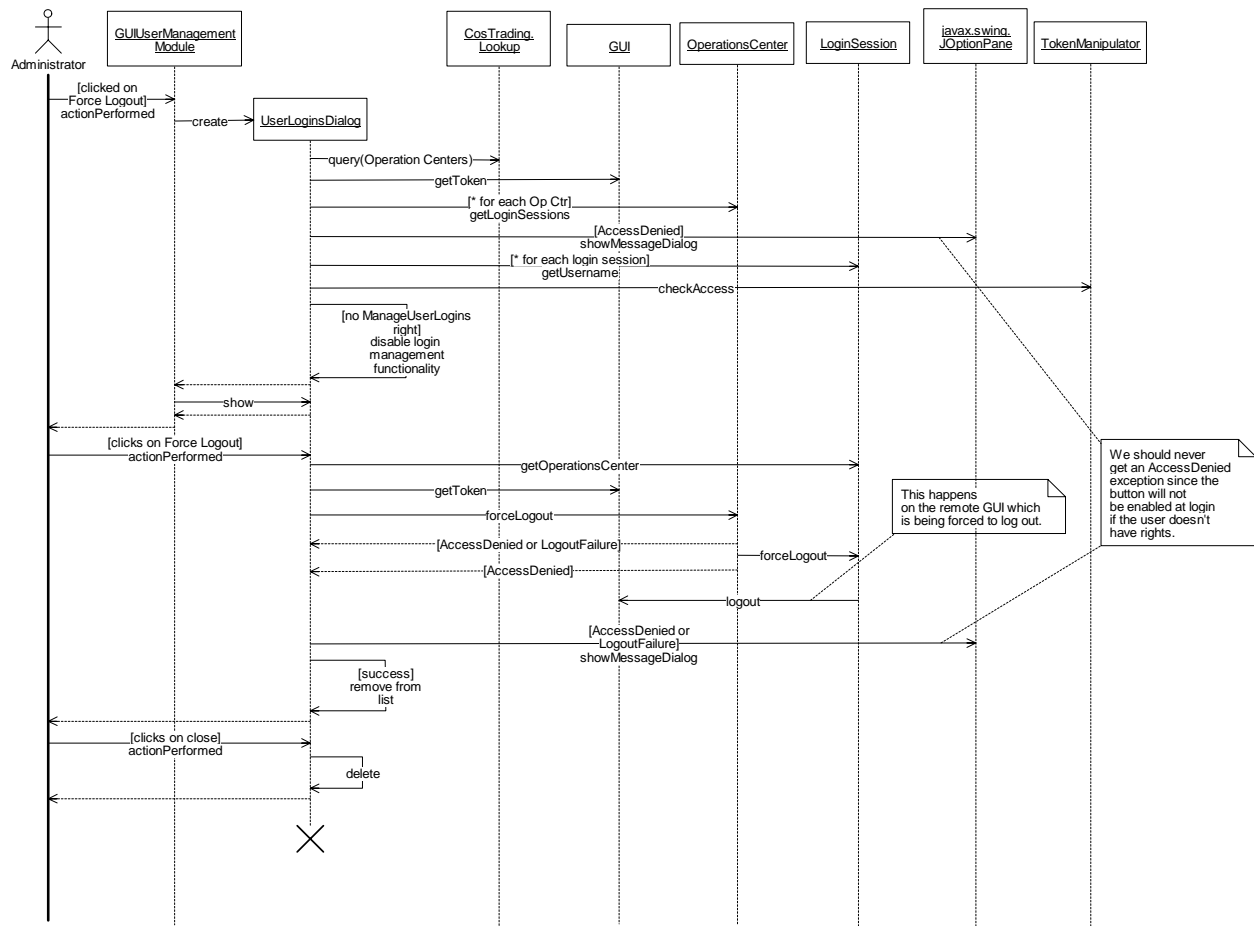 Administrator
GUIUserManagement
Module
CosTrading.
Lookup
GUI
OperationsCenter
LoginSession
javax.swing.
JOptionPane
TokenManipulator
[clicked on
Force Logout]
actionPerformed
create
UserLoginsDialog
query(Operation Centers)
getToken
[* for each Op Ctr]
getLoginSessions
[AccessDenied]
showMessageDialog
[* for each login session]
getUsername
checkAccess
[no ManageUserLogins
right]
disable login
management
functionality
show
[clicks on Force Logout]
actionPerformed
getOperationsCenter
getToken
forceLogout
[AccessDenied or LogoutFailure]
forceLogout
[AccessDenied]
logout
This happens
on the remote GUI which
is being forced to log out.
We should never
get an AccessDenied
exception since the
button will not
be enabled at login
if the user doesn't
have rights.
[AccessDenied or
LogoutFailure]
showMessageDialog
[success]
remove from
list
[clicks on close]
actionPerformed
delete